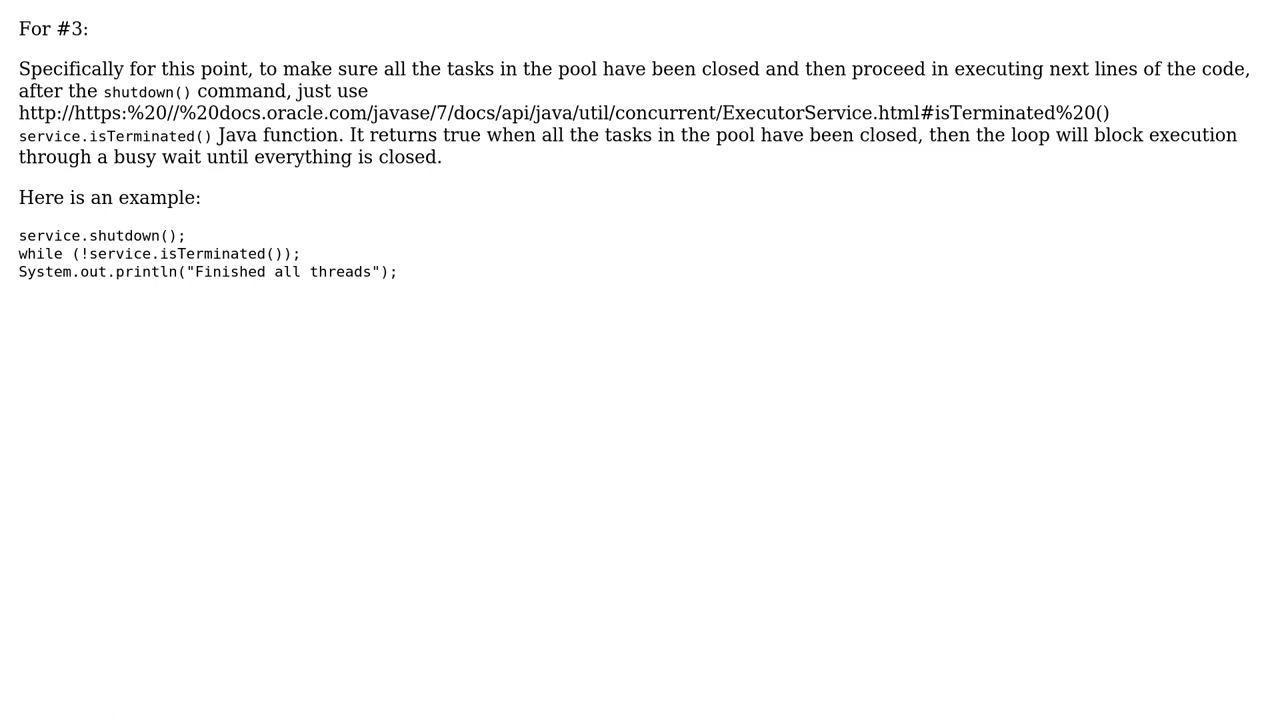 For #3:
Specifically for this point, to make sure all the tasks in the pool have been closed and then proceed in executing next lines of the code,
after the shutdown() command, just use
http://https:%20//%20docs.oracle.com/javase/7/docs/api/java/util/concurrent/ExecutorService.html#isTerminated%20()
service.isTerminated() Java function. It returns true when all the tasks in the pool have been closed, then the loop will block execution
through a busy wait until everything is closed.
Here is an example:
service.shutdown();
while (!service.isTerminated());
System.out.println("Finished all threads");